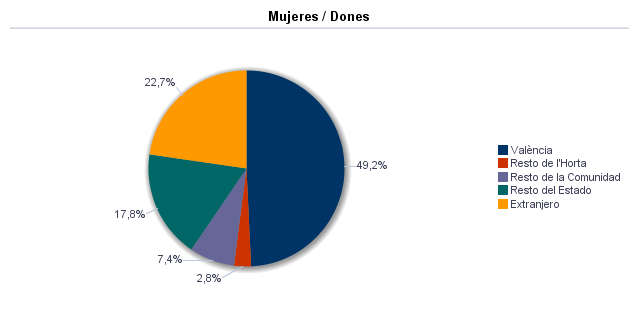 Mujeres / Dones
22,7%
49,2%
17,8%
7,4%
2,8%
València
Resto de l'Horta
Resto de la Comunidad
Resto del Estado
Extranjero